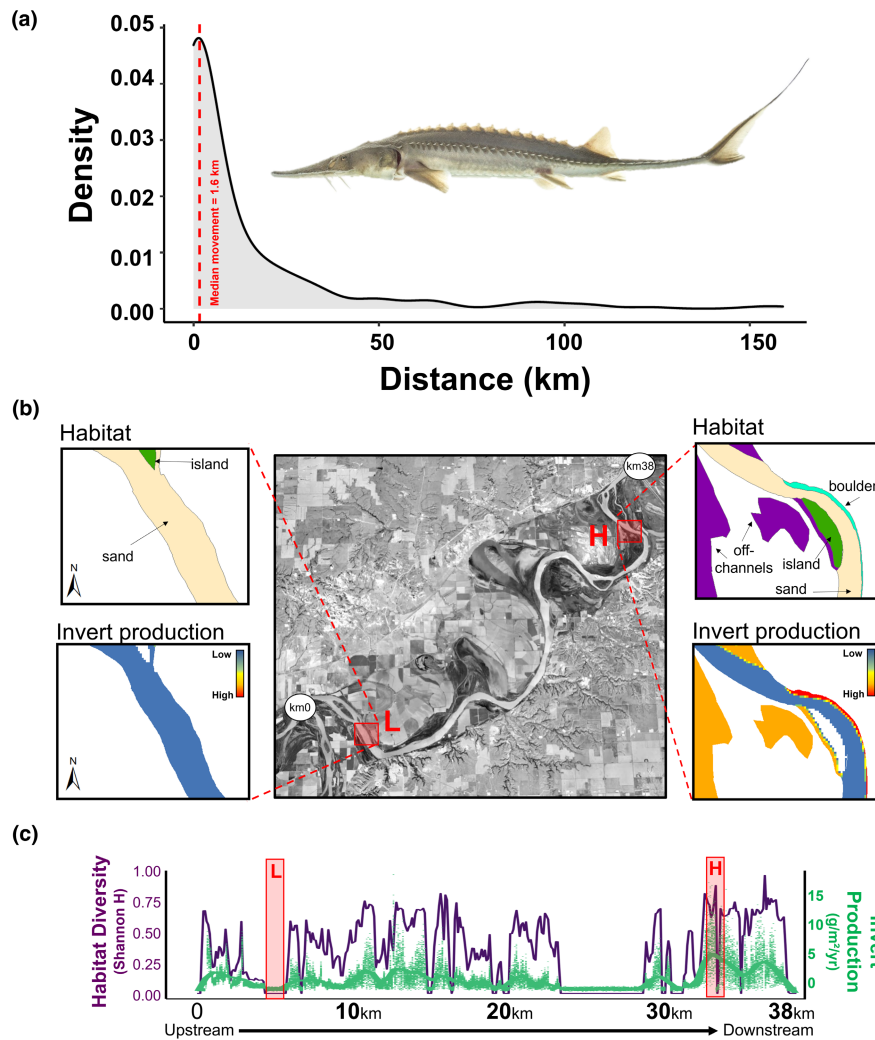 (a)
0.05
0.04
0.03
0.02
0.01
0.00
Density
Median movement = 1.6 km
0
50
100
150
Distance (km)
(b)
Habitat
island
sand
N
Invert production
Low
High
N
km38
H
km0
L
Habitat
boulder
off-
channels
island
sand
Invert production
Low
High
(c)
Habitat Diversity
(Shannon H)
1.00
0.75
0.50
0.25
0.00
L
H
15
10
5
0
Invert
Production
(g/m²/yr)
0
10km
20km
30km
38km
Upstream
Downstream